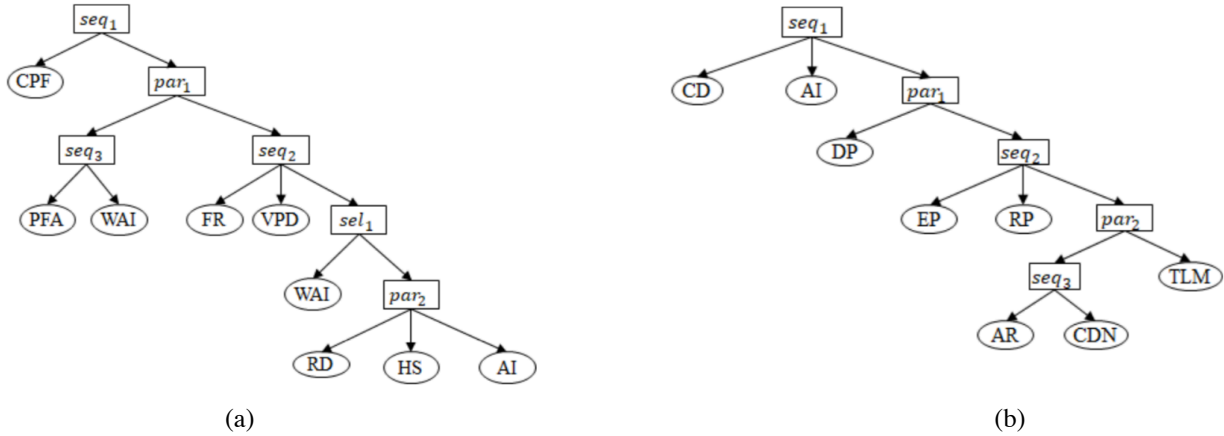 seq₁
CPF
par₁
seq₃
seq₂
PFA
WAI
FR
VPD
sel₁
WAI
par₂
RD
HS
AI
(a)
seq₁
CD
AI
par₁
DP
seq₂
EP
RP
par₂
seq₃
TLM
AR
CDN
(b)